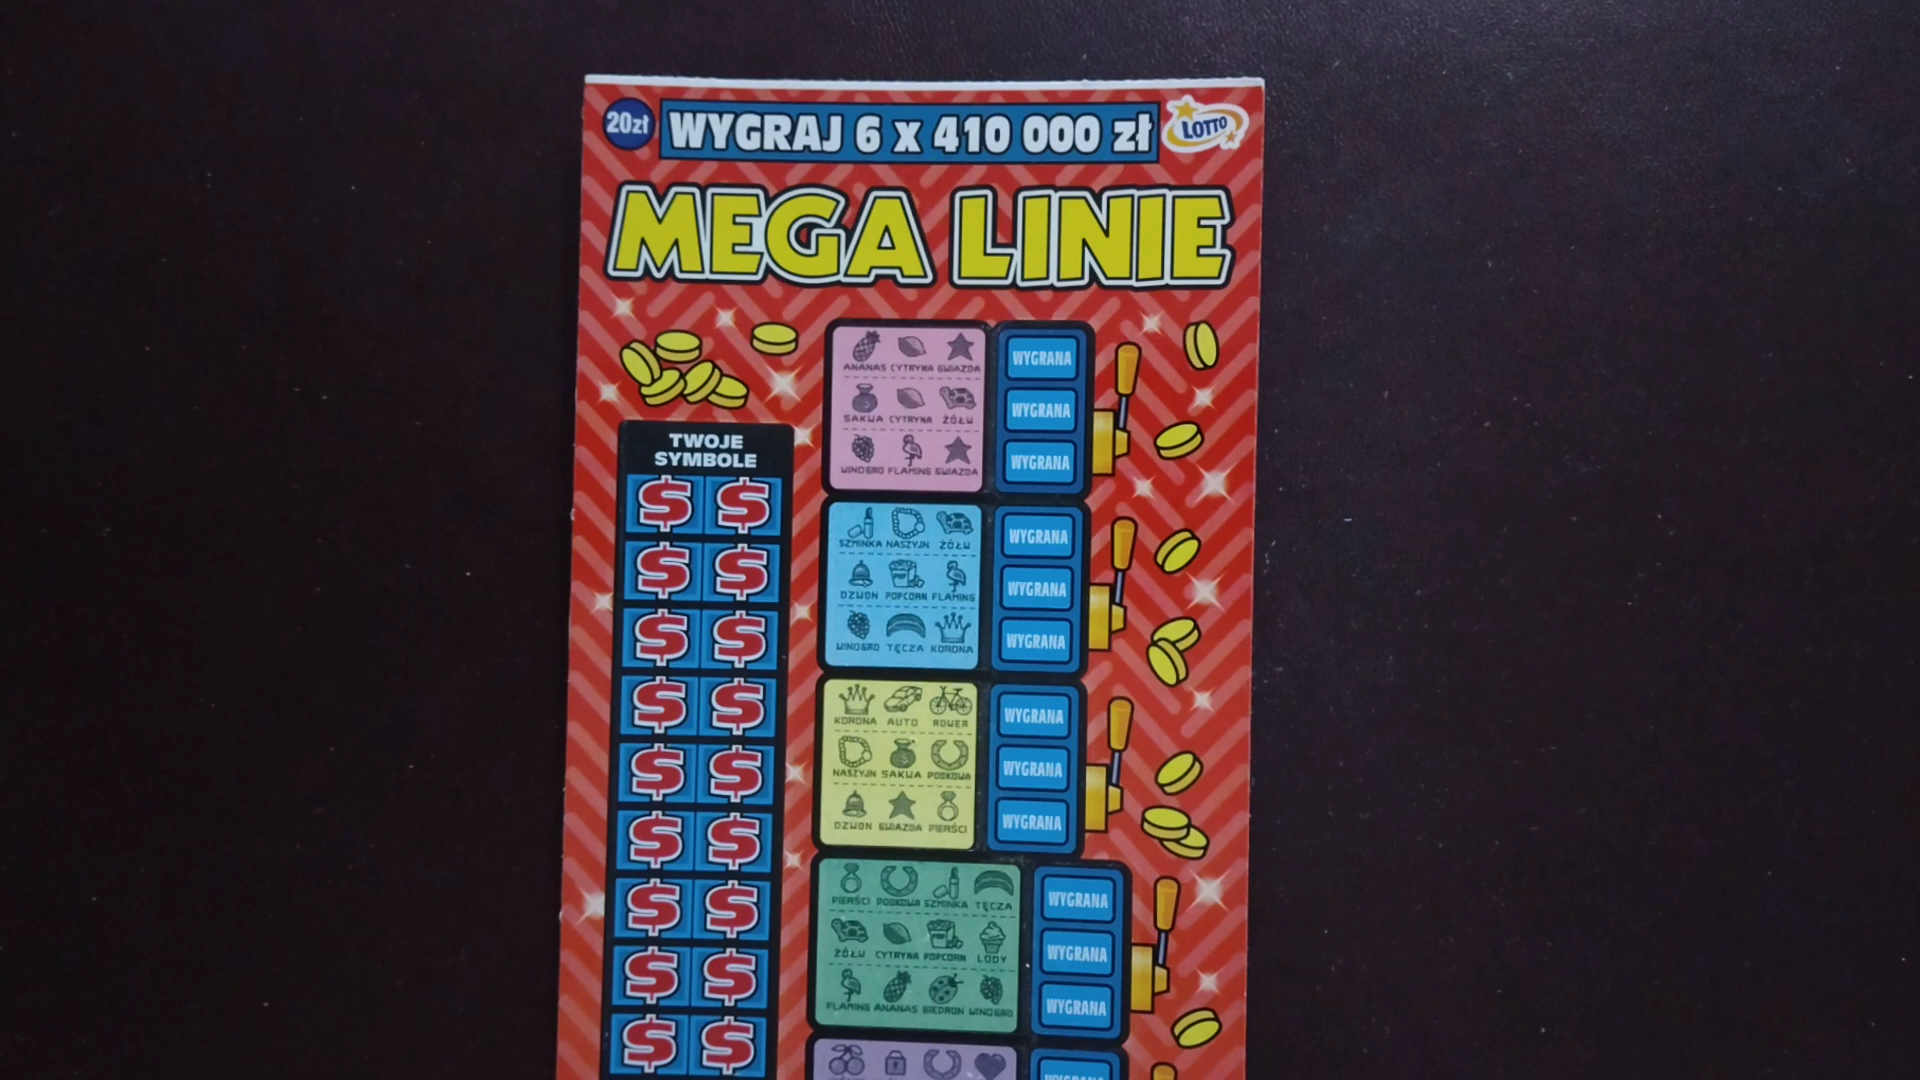 20zł
WYGRAJ 6 X 410 000 zł
LOTTO
MEGA LINIE
TWOJE
SYMBOLE
$ $
$ $
$ $
$ $
$ $
$ $
$ $
$ $
$ $
ANANAS CYTRYNA GWIAZDA
WYGRANA
SAKWA CYTRYNA ŻÓŁW
WYGRANA
WINOGRO FLAMING GWIAZDA
WYGRANA
SZMINKA NASZYJN ŻÓŁW
WYGRANA
DZWON POPCORN FLAMING
WYGRANA
WINOGRO TĘCZA KORONA
WYGRANA
KORONA AUTO ROWER
WYGRANA
NASZYJN SAKWA PODKOWA
WYGRANA
DZWON GWIAZDA PIERŚCI
WYGRANA
PIERŚCI PODKOWA SZMINKA TĘCZA
WYGRANA
ŻÓŁW CYTRYNA POPCORN LODY
WYGRANA
FLAMING ANANAS BIEDRON WINOGRO
WYGRANA